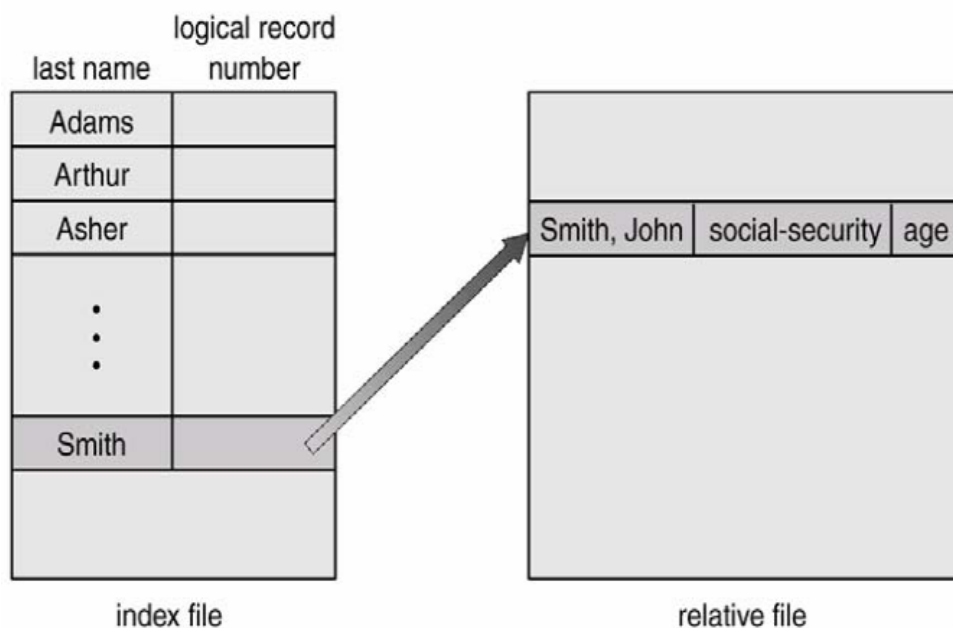 logical record
last name number
Adams
Arthur
Asher
Smith
Smith, John social-security age
index file
relative file